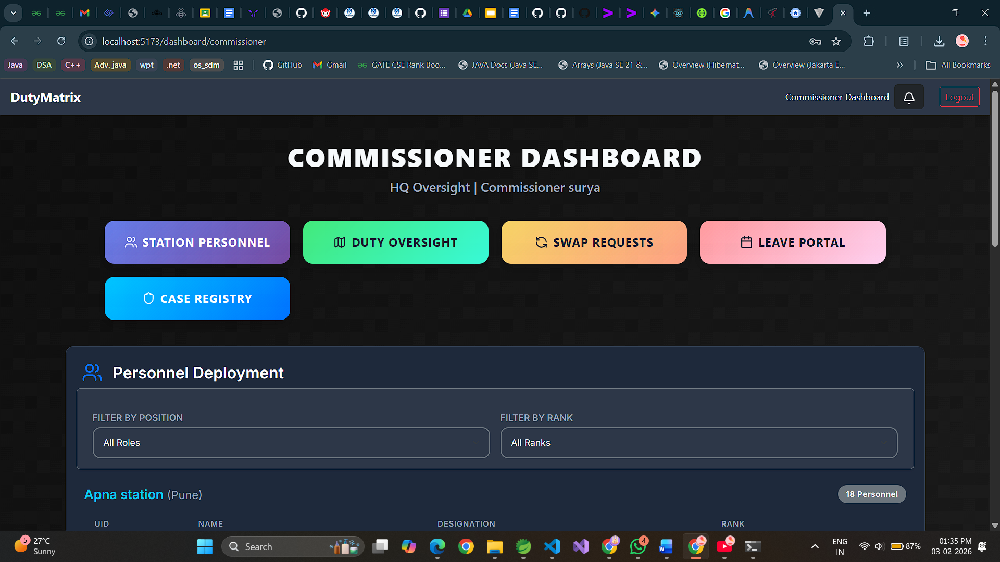 localhost:5173/dashboard/commissioner
Java DSA C++ Adv. java wpt .net os_sdm GitHub Gmail GATE CSE Rank Boo... JAVA Docs (Java SE... Arrays (Java SE 21 &... Overview (Hibernat... Overview (Jakarta E... All Bookmarks
DutyMatrix Commissioner Dashboard Logout
COMMISSIONER DASHBOARD
HQ Oversight | Commissioner surya
STATION PERSONNEL DUTY OVERSIGHT SWAP REQUESTS LEAVE PORTAL
CASE REGISTRY
Personnel Deployment
FILTER BY POSITION FILTER BY RANK
All Roles All Ranks
Apna station (Pune) 18 Personnel
UID NAME DESIGNATION RANK
5 27°C
Sunny
Search
4
ENG
IN
87%
01:35 PM
03-02-2026